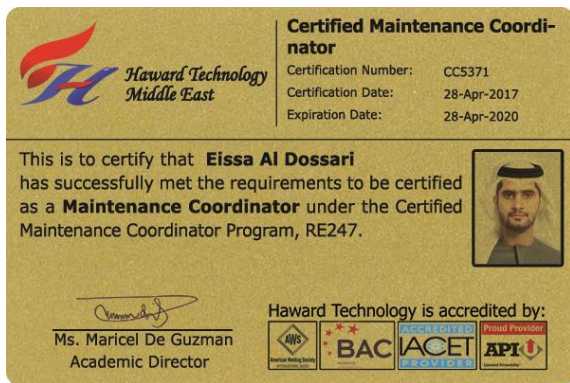 Haward Technology
Middle East
Certified Maintenance Coordi-
nator
Certification Number: CC5371
Certification Date: 28-Apr-2017
Expiration Date: 28-Apr-2020
This is to certify that Eissa Al Dossari
has successfully met the requirements to be certified
as a Maintenance Coordinator under the Certified
Maintenance Coordinator Program, RE247.
Ms. Maricel De Guzman
Academic Director
Haward Technology is accredited by:
AWS
American Welding Society
BAC
ACCREDITED
IACET
PROVIDER
Proud Provider
API